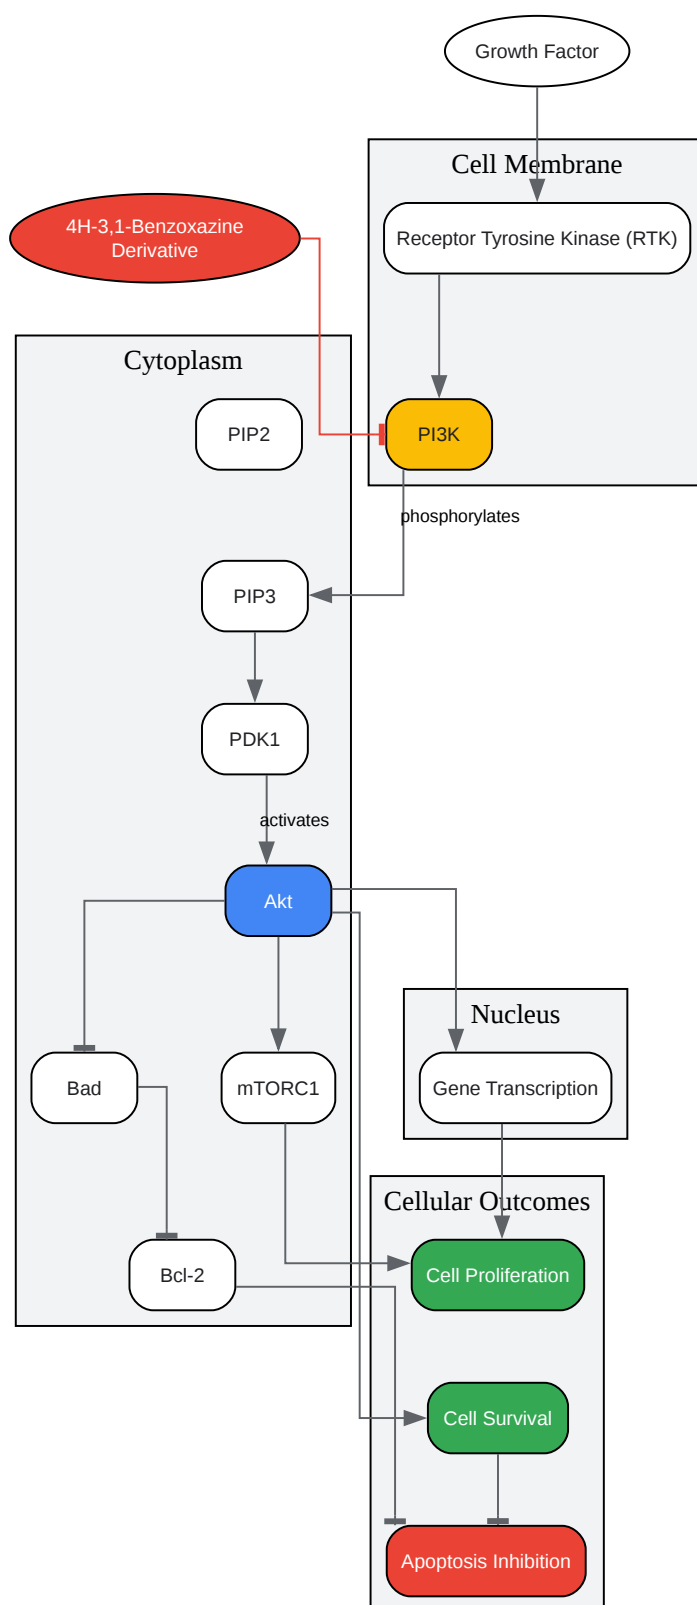 Growth Factor
Cell Membrane
4H-3,1-Benzoxazine
Derivative
Receptor Tyrosine Kinase (RTK)
Cytoplasm
PIP2
PI3K
phosphorylates
PIP3
PDK1
activates
Akt
Nucleus
Bad
mTORC1
Gene Transcription
Cellular Outcomes
Bcl-2
Cell Proliferation
Cell Survival
Apoptosis Inhibition